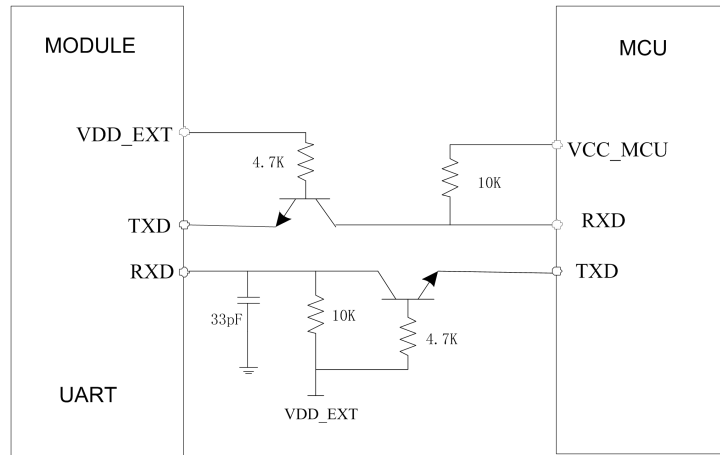 MODULE
MCU
VDD_EXT
4.7K
VCC_MCU
10K
TXD
RXD
RXD
TXD
33pF
10K
4.7K
UART
VDD_EXT